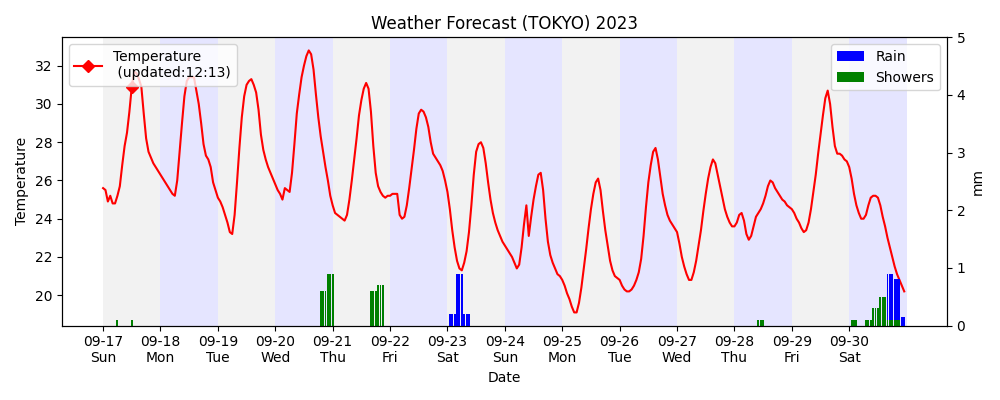 Weather Forecast (TOKYO) 2023
Temperature
(updated:12:13)
Rain
Showers
Temperature
32
30
28
26
24
22
20
5
4
3
2
1
0
mm
09-17 09-18 09-19 09-20 09-21 09-22 09-23 09-24 09-25 09-26 09-27 09-28 09-29 09-30
Sun Mon Tue Wed Thu Fri Sat Sun Mon Tue Wed Thu Fri Sat
Date